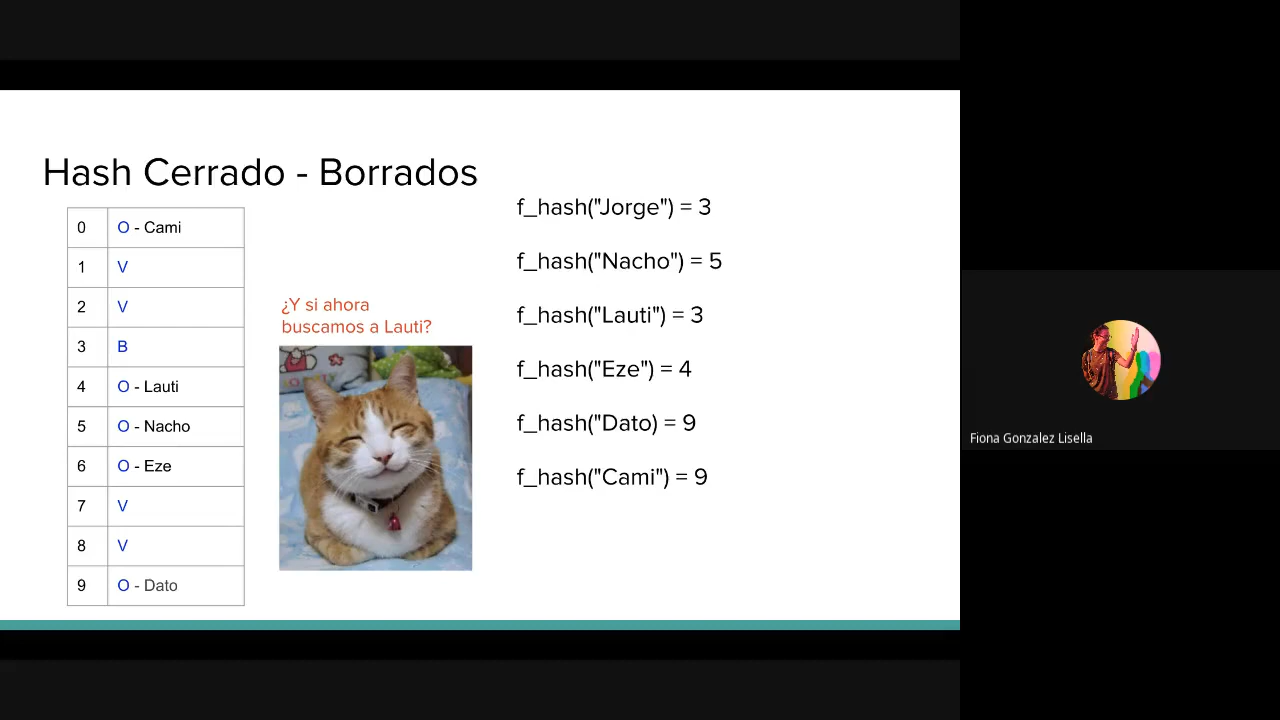 Hash Cerrado - Borrados
0 O - Cami
1 V
2 V
3 B
4 O - Lauti
5 O - Nacho
6 O - Eze
7 V
8 V
9 O - Dato
¿Y si ahora
buscamos a Lauti?
f_hash("Jorge") = 3
f_hash("Nacho") = 5
f_hash("Lauti") = 3
f_hash("Eze") = 4
f_hash("Dato) = 9
f_hash("Cami") = 9
Fiona Gonzalez Lisella